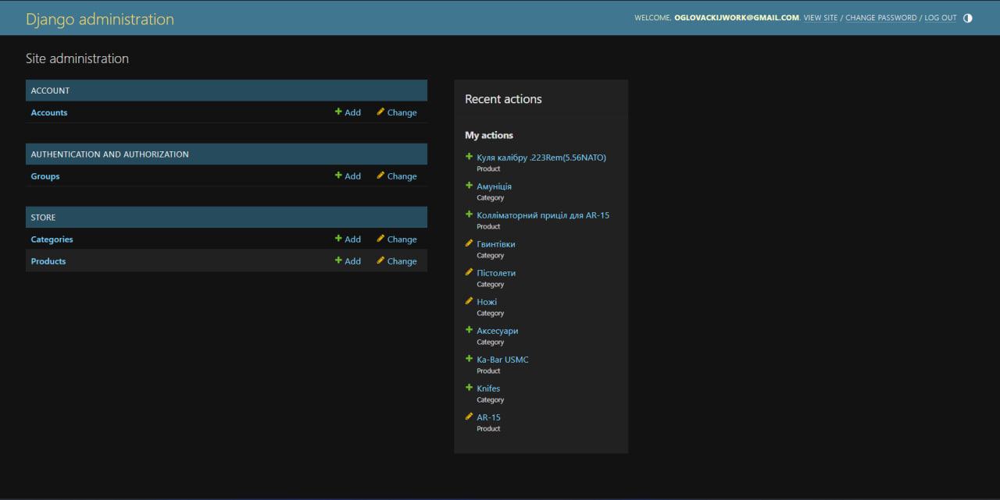 Django administration
WELCOME, OGLOVACKIJWORK@GMAIL.COM. VIEW SITE / CHANGE PASSWORD / LOG OUT
Site administration
ACCOUNT
Accounts Add Change
AUTHENTICATION AND AUTHORIZATION
Groups Add Change
STORE
Categories Add Change
Products Add Change
Recent actions
My actions
Куля калібру .223Rem(5.56NATO)
Product
Амуніція
Category
Колліматорний приціл для AR-15
Product
Гвинтівки
Category
Пістолети
Category
Ножі
Category
Аксесуари
Category
Ka-Bar USMC
Product
Knifes
Category
AR-15
Product